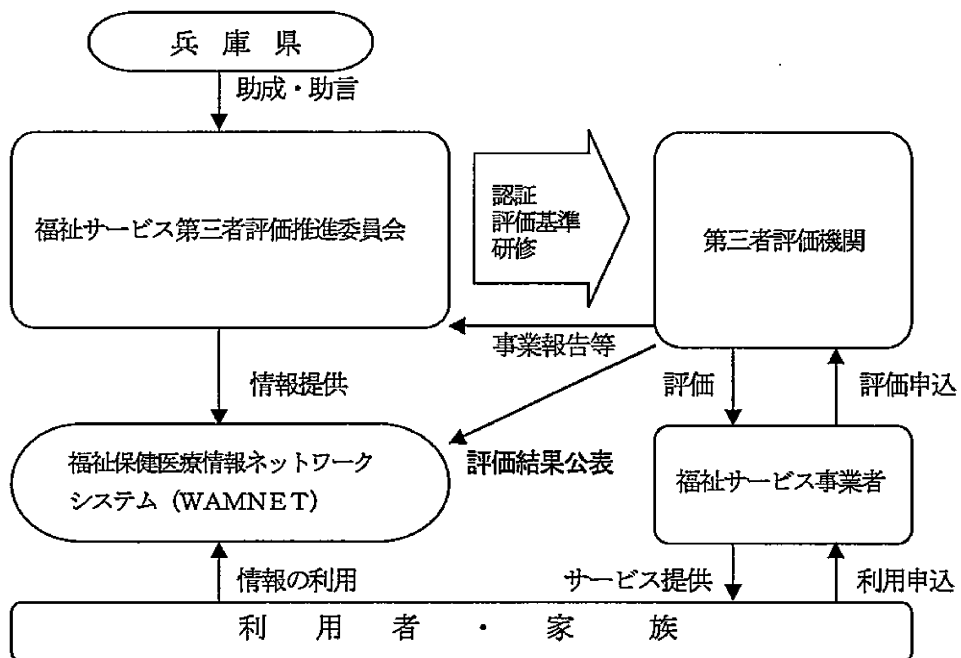 兵 庫 県
助成・助言
福祉サービス第三者評価推進委員会
認証
評価基準
研修
第三者評価機関
事業報告等
情報提供
評価
評価申込
福祉保健医療情報ネットワーク
システム（WAMNET）
評価結果公表
福祉サービス事業者
情報の利用
サービス提供
利用申込
利 用 者 ・ 家 族